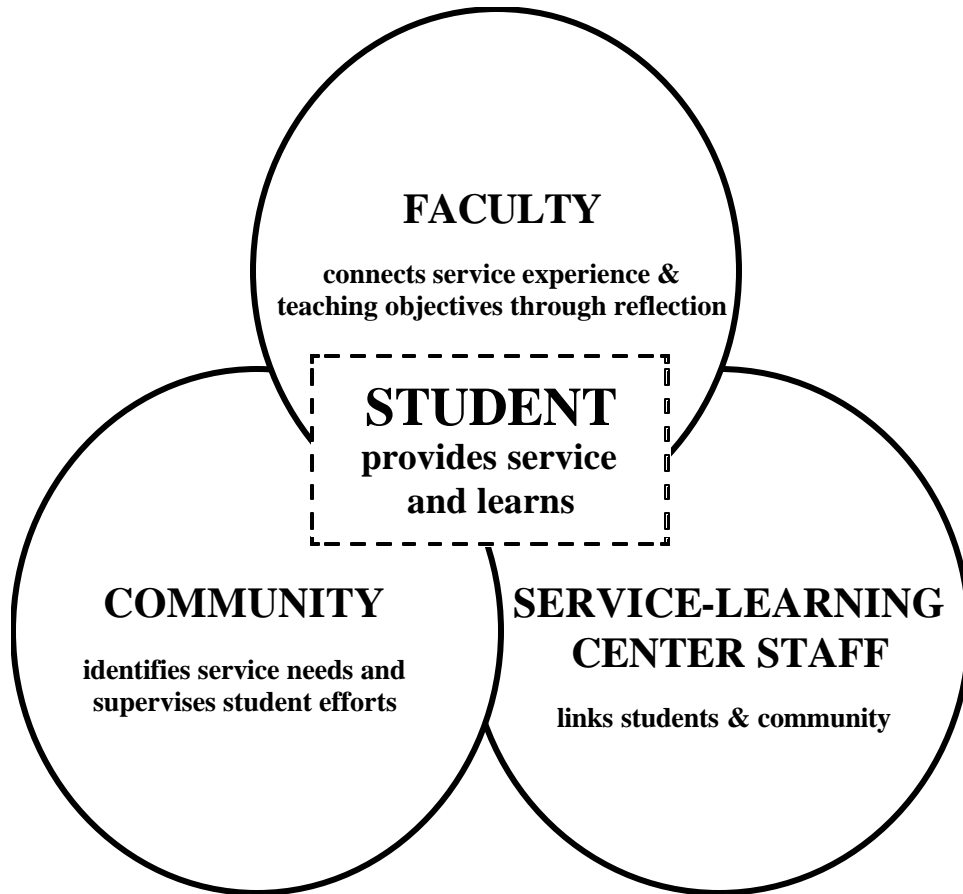 FACULTY
connects service experience &
teaching objectives through reflection
STUDENT
provides service
and learns
COMMUNITY
identifies service needs and
supervises student efforts
SERVICE-LEARNING
CENTER STAFF
links students & community